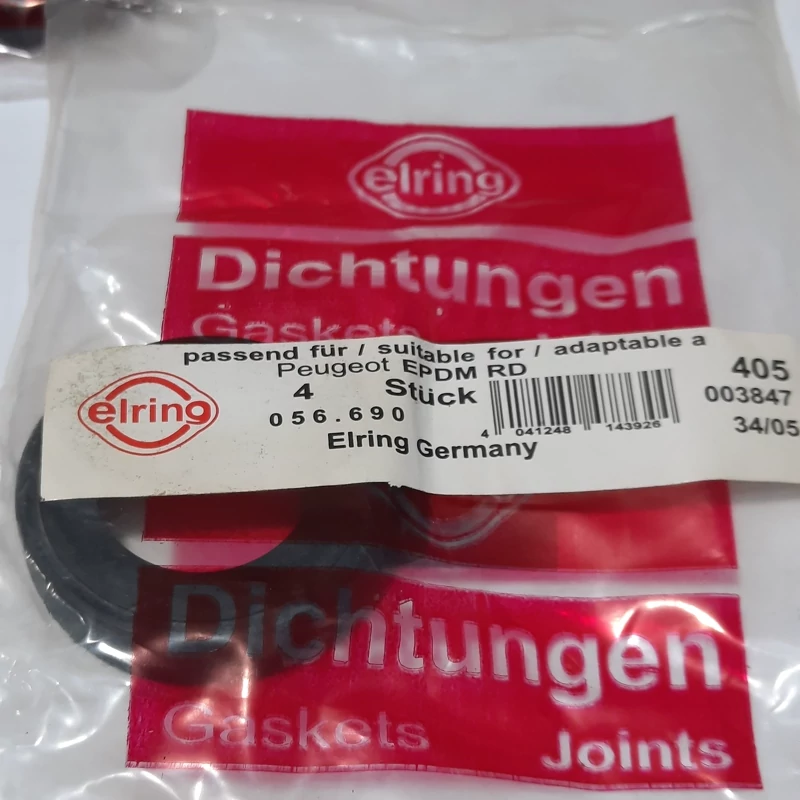 elring
Dichtungen
Gaskets
passend für / suitable for / adaptable a
Peugeot EPDM RD
4 Stück
056.690
Elring Germany
elring
4 041248 143926
405
003847
34/05
Dichtungen
Gaskets Joints